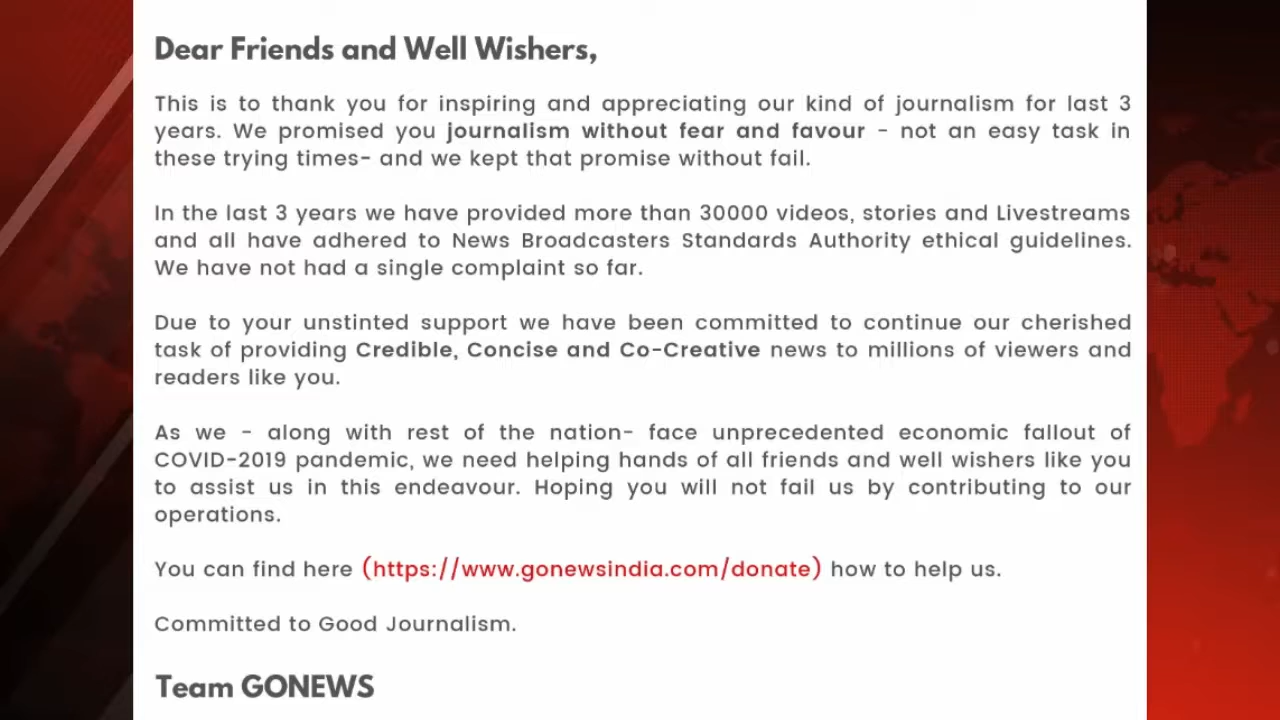 Dear Friends and Well Wishers,
This is to thank you for inspiring and appreciating our kind of journalism for last 3
years. We promised you journalism without fear and favour - not an easy task in
these trying times- and we kept that promise without fail.
In the last 3 years we have provided more than 30000 videos, stories and Livestreams
and all have adhered to News Broadcasters Standards Authority ethical guidelines.
We have not had a single complaint so far.
Due to your unstinted support we have been committed to continue our cherished
task of providing Credible, Concise and Co-Creative news to millions of viewers and
readers like you.
As we - along with rest of the nation- face unprecedented economic fallout of
COVID-2019 pandemic, we need helping hands of all friends and well wishers like you
to assist us in this endeavour. Hoping you will not fail us by contributing to our
operations.
You can find here (https://www.gonewsindia.com/donate) how to help us.
Committed to Good Journalism.
Team GONEWS